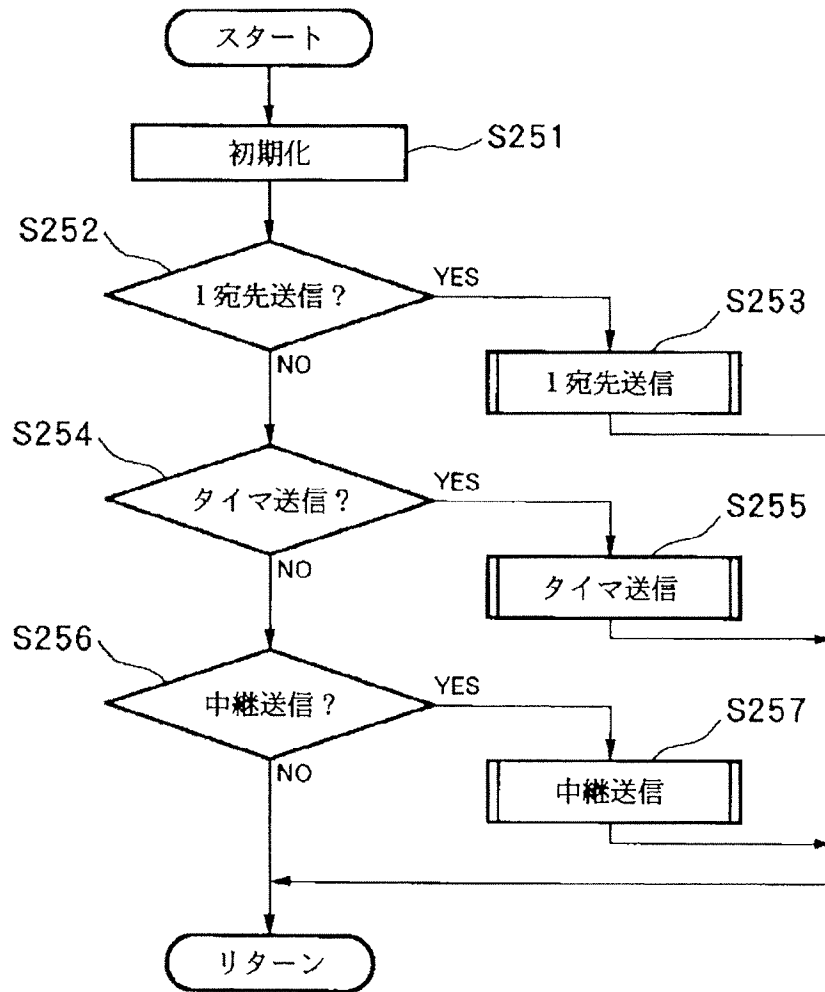 スタート
初期化
S251
S252
1宛先送信？
YES
NO
S253
1宛先送信
S254
タイマ送信？
YES
NO
S255
タイマ送信
S256
中継送信？
YES
NO
S257
中継送信
リターン